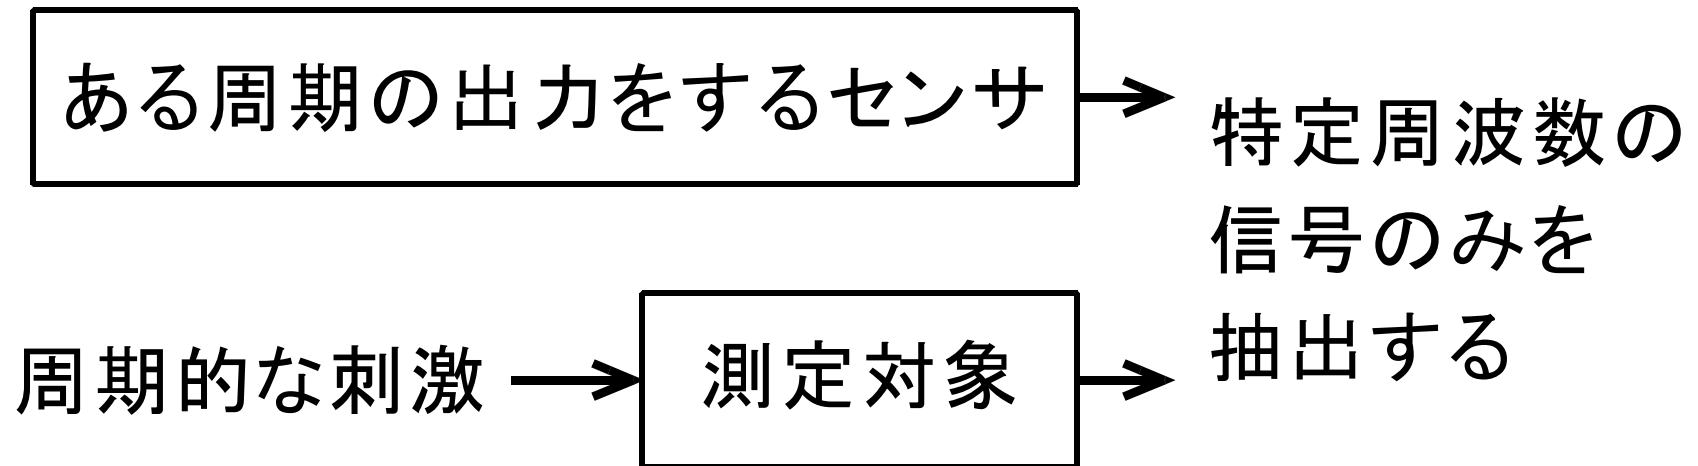 ある周期の出力をするセンサ
特定周波数の
信号のみを
抽出する
周期的な刺激
測定対象